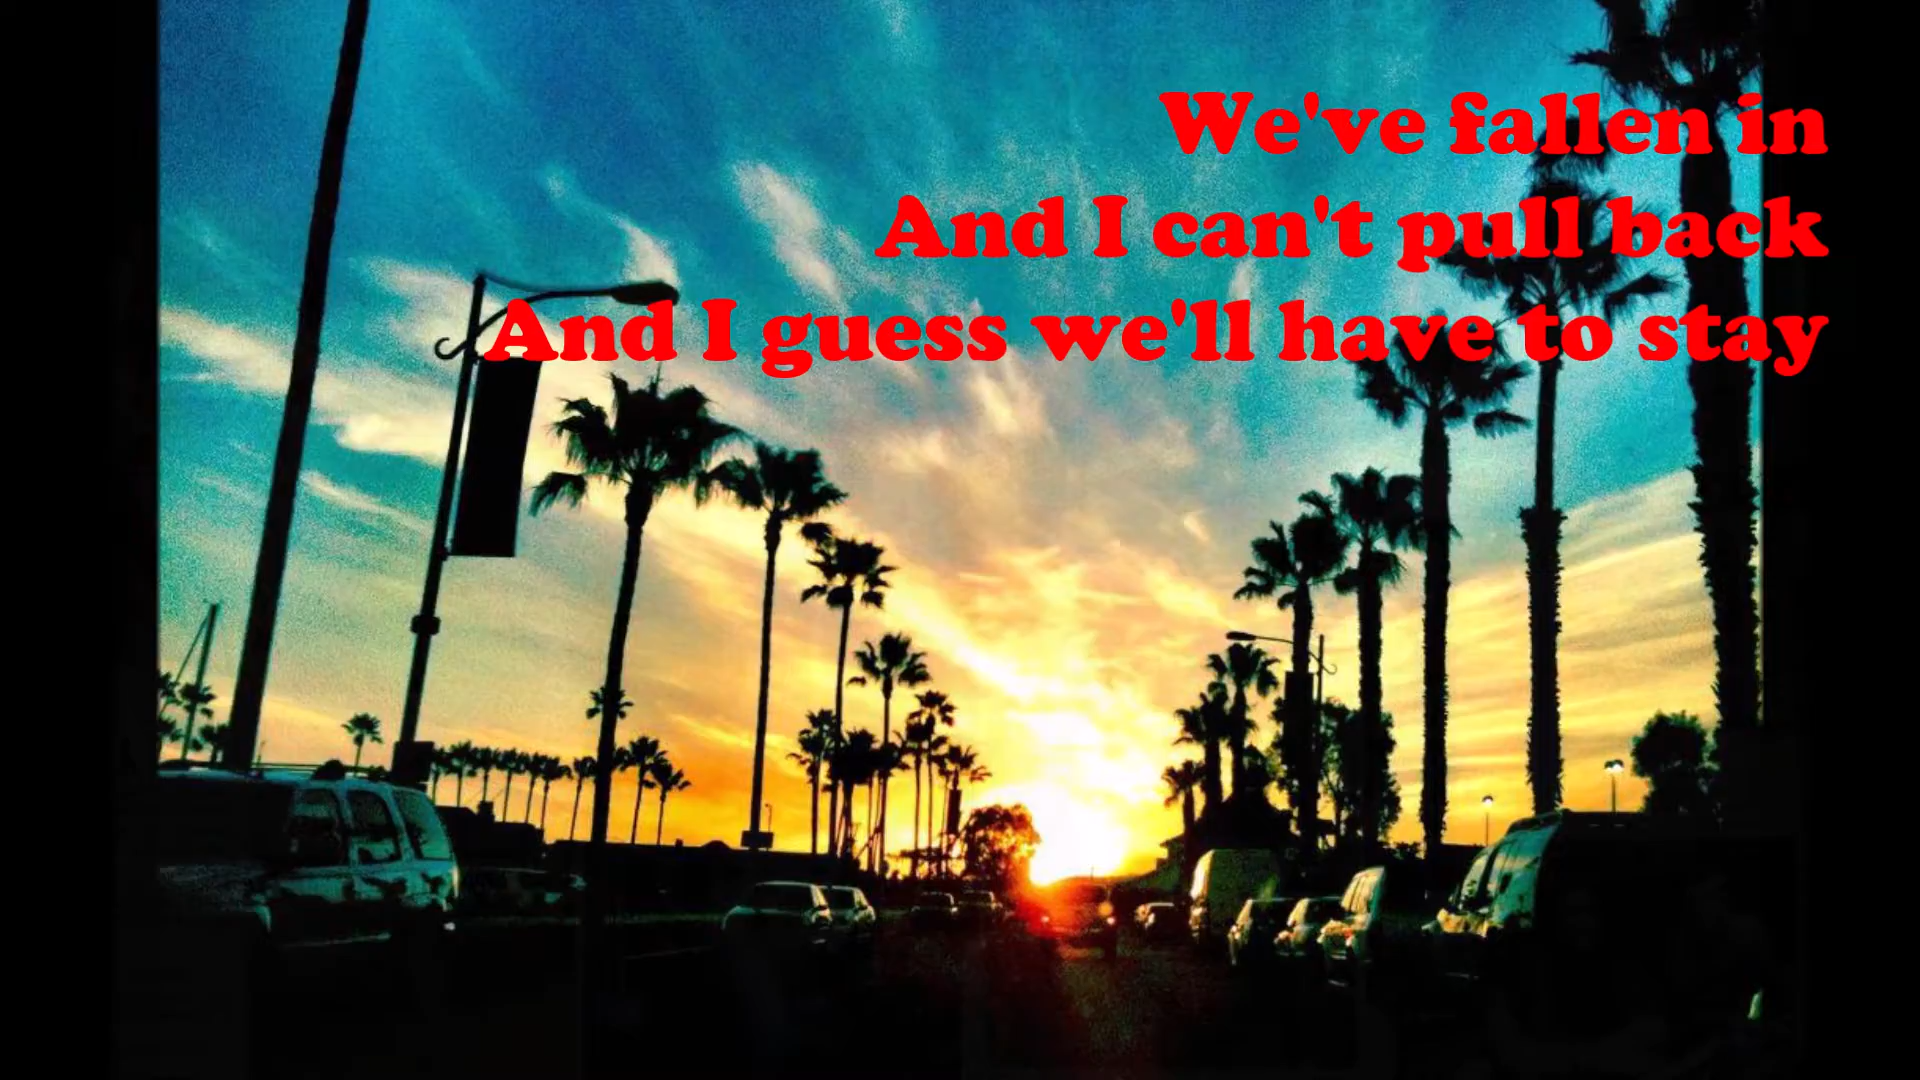 We've fallen in
And I can't pull back
And I guess we'll have to stay